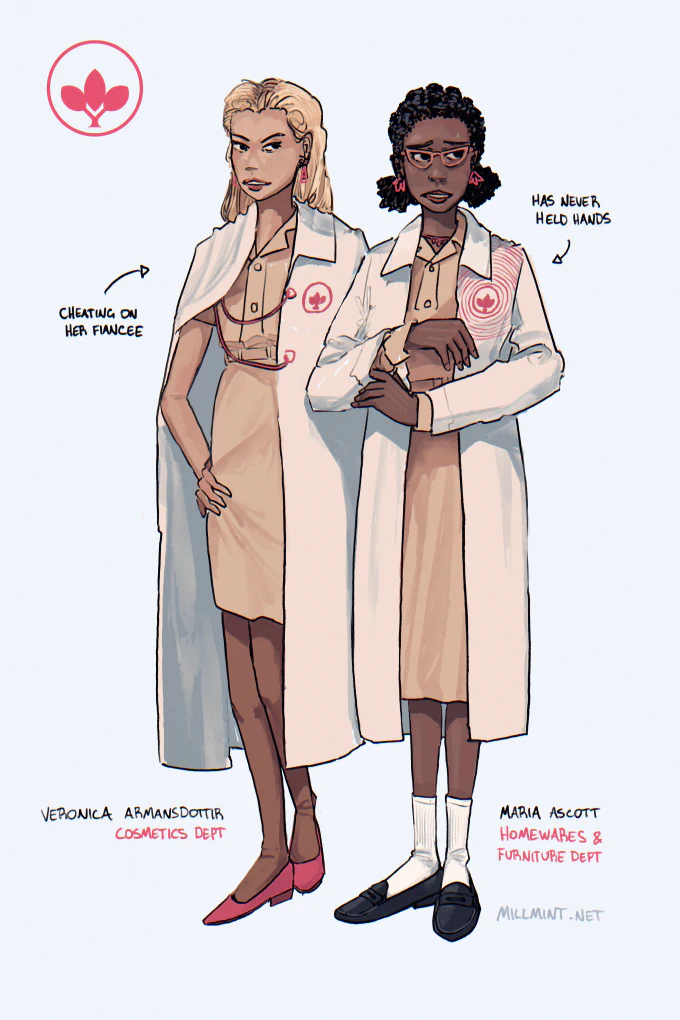 HAS NEVER
HELD HANDS
CHEATING ON
HER FIANCEE
VERONICA ARMANSDOTTIR
COSMETICS DEPT
MARIA ASCOTT
HOMEWARES &
FURNITURE DEPT
MILLMINT.NET